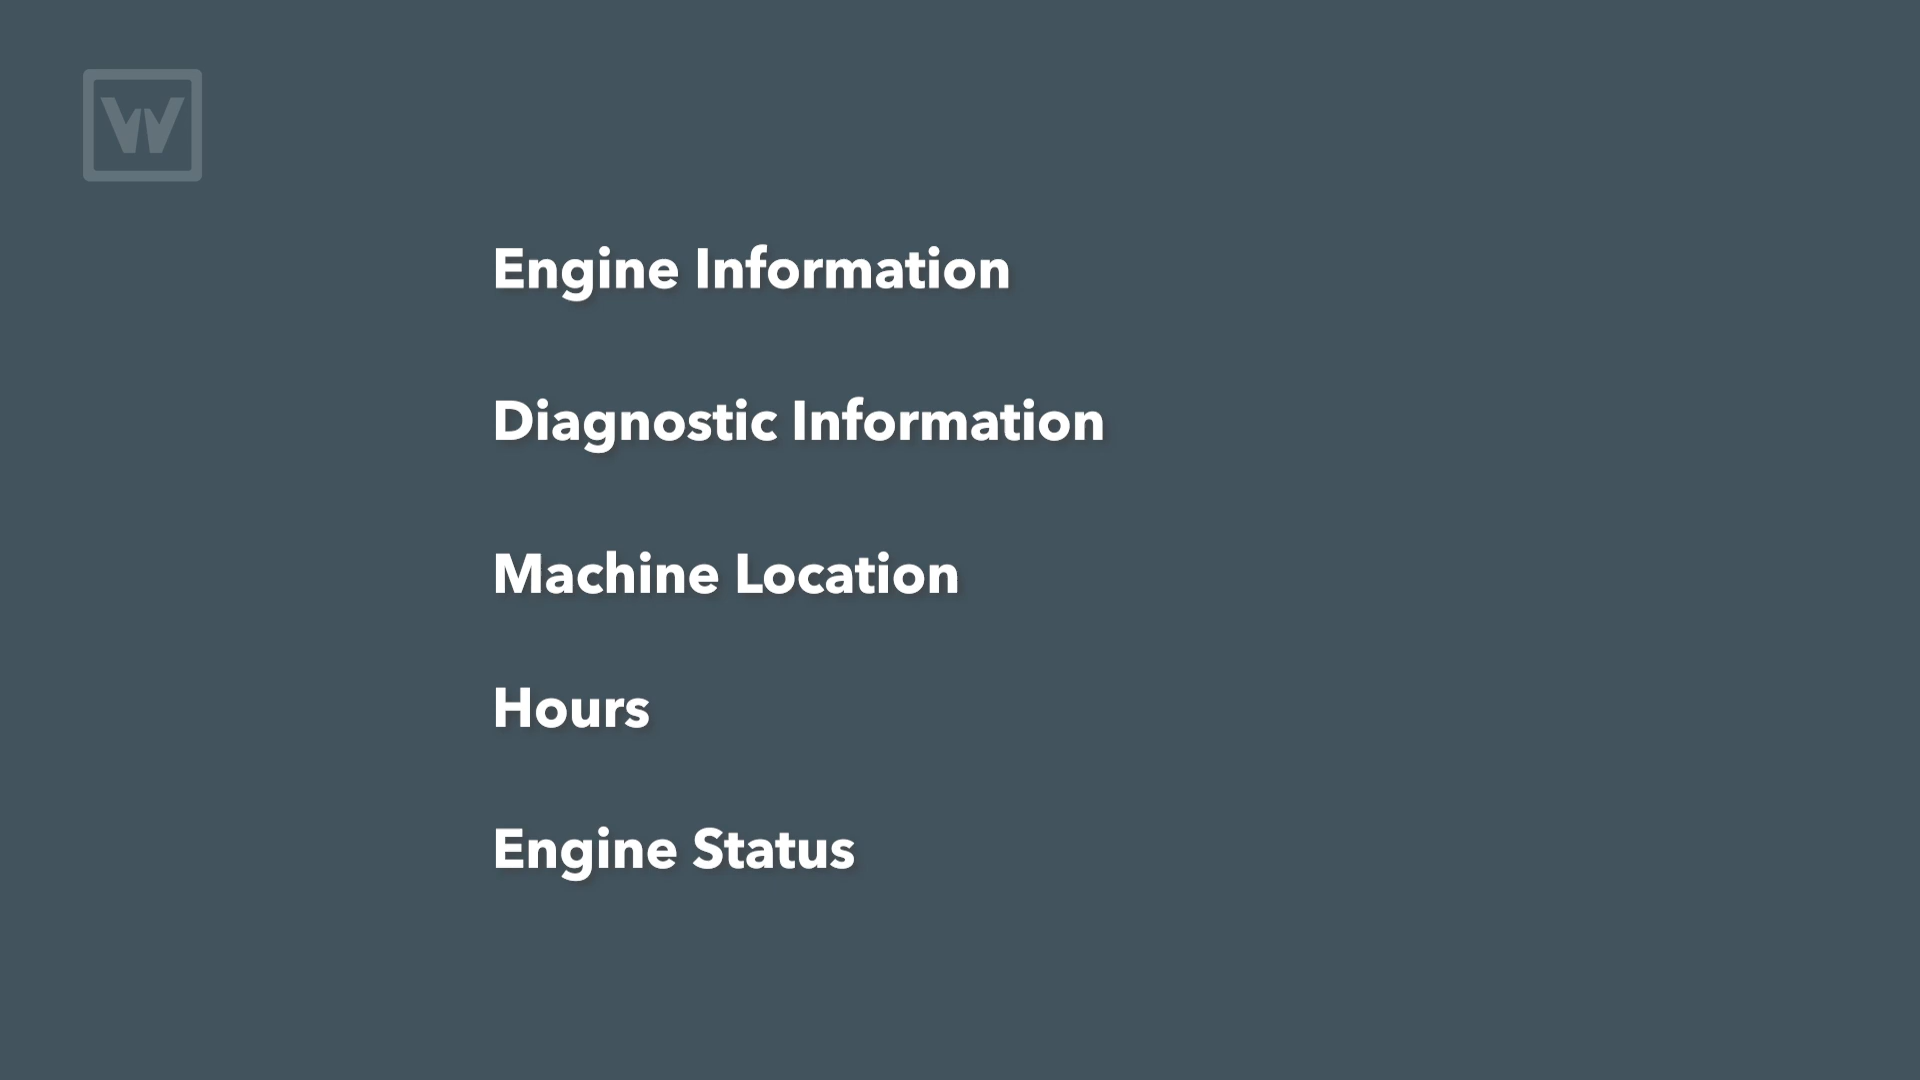 W
Engine Information
Diagnostic Information
Machine Location
Hours
Engine Status